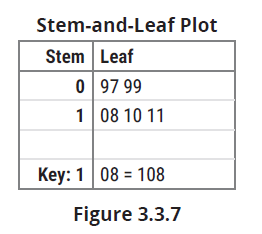 Stem-and-Leaf Plot
Stem Leaf
0 97 99
1 08 10 11
Key: 1 08 = 108
Figure 3.3.7